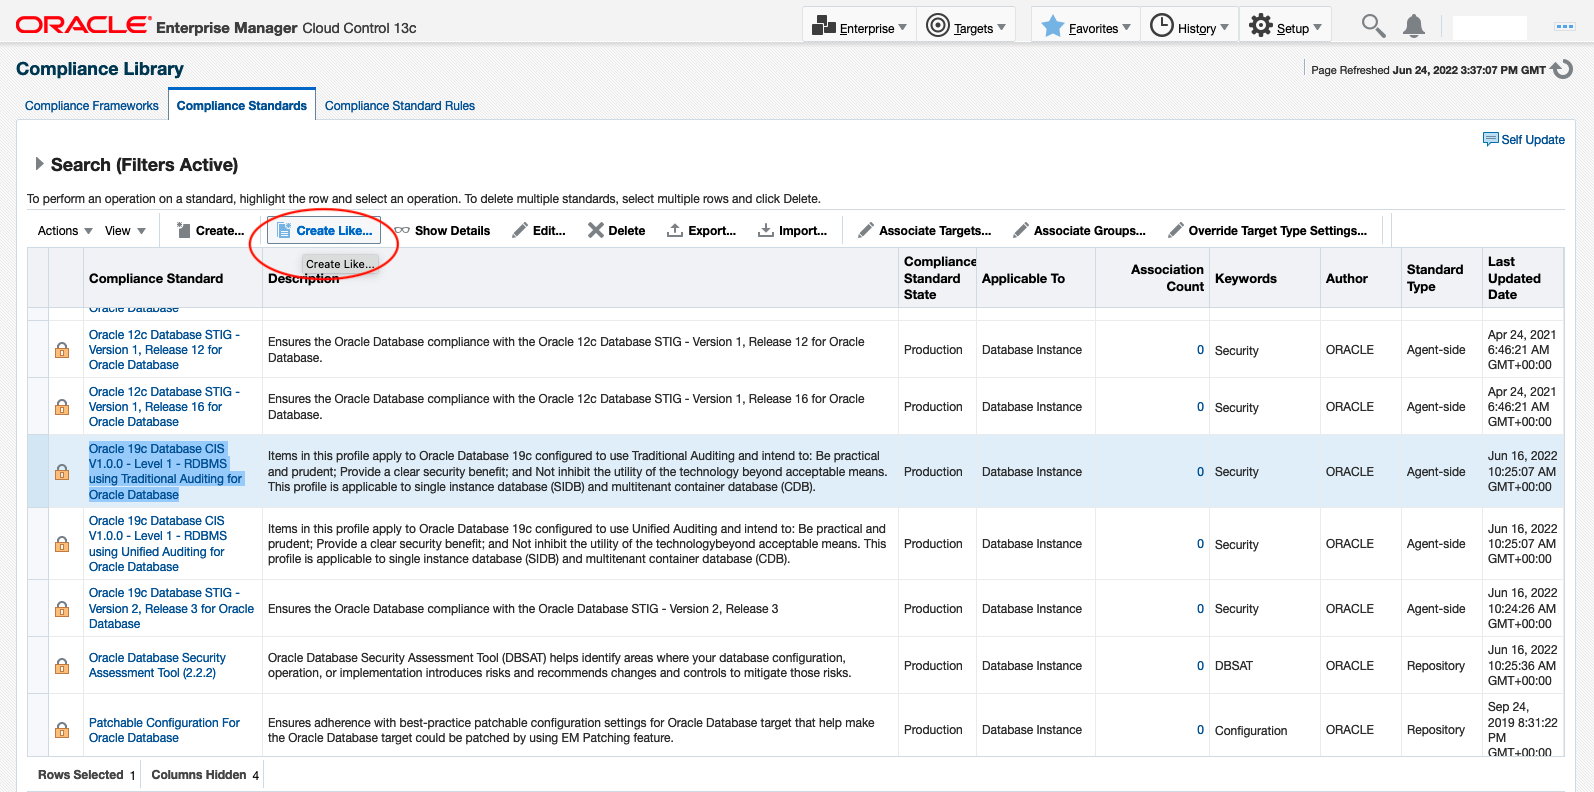 ORACLE Enterprise Manager Cloud Control 13c
Enterprise Targets Favorites History Setup
Compliance Library
Page Refreshed Jun 24, 2022 3:37:07 PM GMT
Compliance Frameworks Compliance Standards Compliance Standard Rules
Self Update
Search (Filters Active)
To perform an operation on a standard, highlight the row and select an operation. To delete multiple standards, select multiple rows and click Delete.
Actions View Create... Create Like... Show Details Edit... Delete Export... Import... Associate Targets... Associate Groups... Override Target Type Settings...
Create Like...
Compliance Standard
Description
Compliance
Standard
State
Applicable To
Association
Count
Keywords
Author
Standard
Type
Last
Updated
Date
Oracle Database
Oracle 12c Database STIG -
Version 1, Release 12 for
Oracle Database
Ensures the Oracle Database compliance with the Oracle 12c Database STIG - Version 1, Release 12 for Oracle
Database.
Production
Database Instance
0
Security
ORACLE
Agent-side
Apr 24, 2021
6:46:21 AM
GMT+00:00
Oracle 12c Database STIG -
Version 1, Release 16 for
Oracle Database
Ensures the Oracle Database compliance with the Oracle 12c Database STIG - Version 1, Release 16 for Oracle
Database.
Production
Database Instance
0
Security
ORACLE
Agent-side
Apr 24, 2021
6:46:21 AM
GMT+00:00
Oracle 19c Database CIS
V1.0.0 - Level 1 - RDBMS
using Traditional Auditing for
Oracle Database
Items in this profile apply to Oracle Database 19c configured to use Traditional Auditing and intend to: Be practical
and prudent; Provide a clear security benefit; and Not inhibit the utility of the technology beyond acceptable means.
This profile is applicable to single instance database (SIDB) and multitenant container database (CDB).
Production
Database Instance
0
Security
ORACLE
Agent-side
Jun 16, 2022
10:25:07 AM
GMT+00:00
Oracle 19c Database CIS
V1.0.0 - Level 1 - RDBMS
using Unified Auditing for
Oracle Database
Items in this profile apply to Oracle Database 19c configured to use Unified Auditing and intend to: Be practical and
prudent; Provide a clear security benefit; and Not inhibit the utility of the technologybeyond acceptable means. This
profile is applicable to single instance database (SIDB) and multitenant container database (CDB).
Production
Database Instance
0
Security
ORACLE
Agent-side
Jun 16, 2022
10:25:07 AM
GMT+00:00
Oracle 19c Database STIG -
Version 2, Release 3 for Oracle
Database
Ensures the Oracle Database compliance with the Oracle Database STIG - Version 2, Release 3
Production
Database Instance
0
Security
ORACLE
Agent-side
Jun 16, 2022
10:24:26 AM
GMT+00:00
Oracle Database Security
Assessment Tool (2.2.2)
Oracle Database Security Assessment Tool (DBSAT) helps identify areas where your database configuration,
operation, or implementation introduces risks and recommends changes and controls to mitigate those risks.
Production
Database Instance
0
DBSAT
ORACLE
Repository
Jun 16, 2022
10:25:36 AM
GMT+00:00
Patchable Configuration For
Oracle Database
Ensures adherence with best-practice patchable configuration settings for Oracle Database target that help make
the Oracle Database target could be patched by using EM Patching feature.
Production
Database Instance
0
Configuration
ORACLE
Repository
Sep 24,
2019 8:31:22
PM
GMT+00:00
Rows Selected 1 Columns Hidden 4